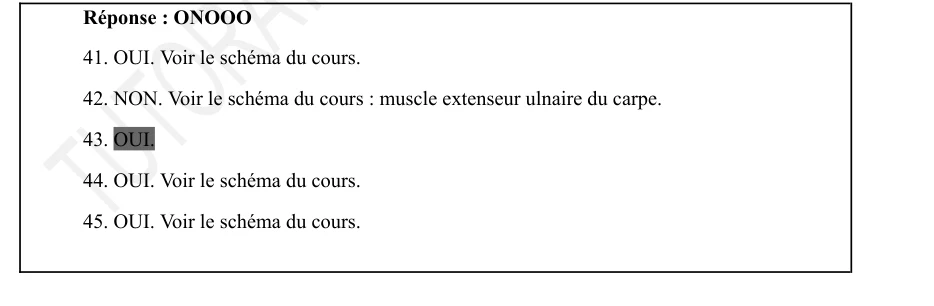 Réponse : ONOOO
41. OUI. Voir le schéma du cours.
42. NON. Voir le schéma du cours : muscle extenseur ulnaire du carpe.
43. OUI.
44. OUI. Voir le schéma du cours.
45. OUI. Voir le schéma du cours.